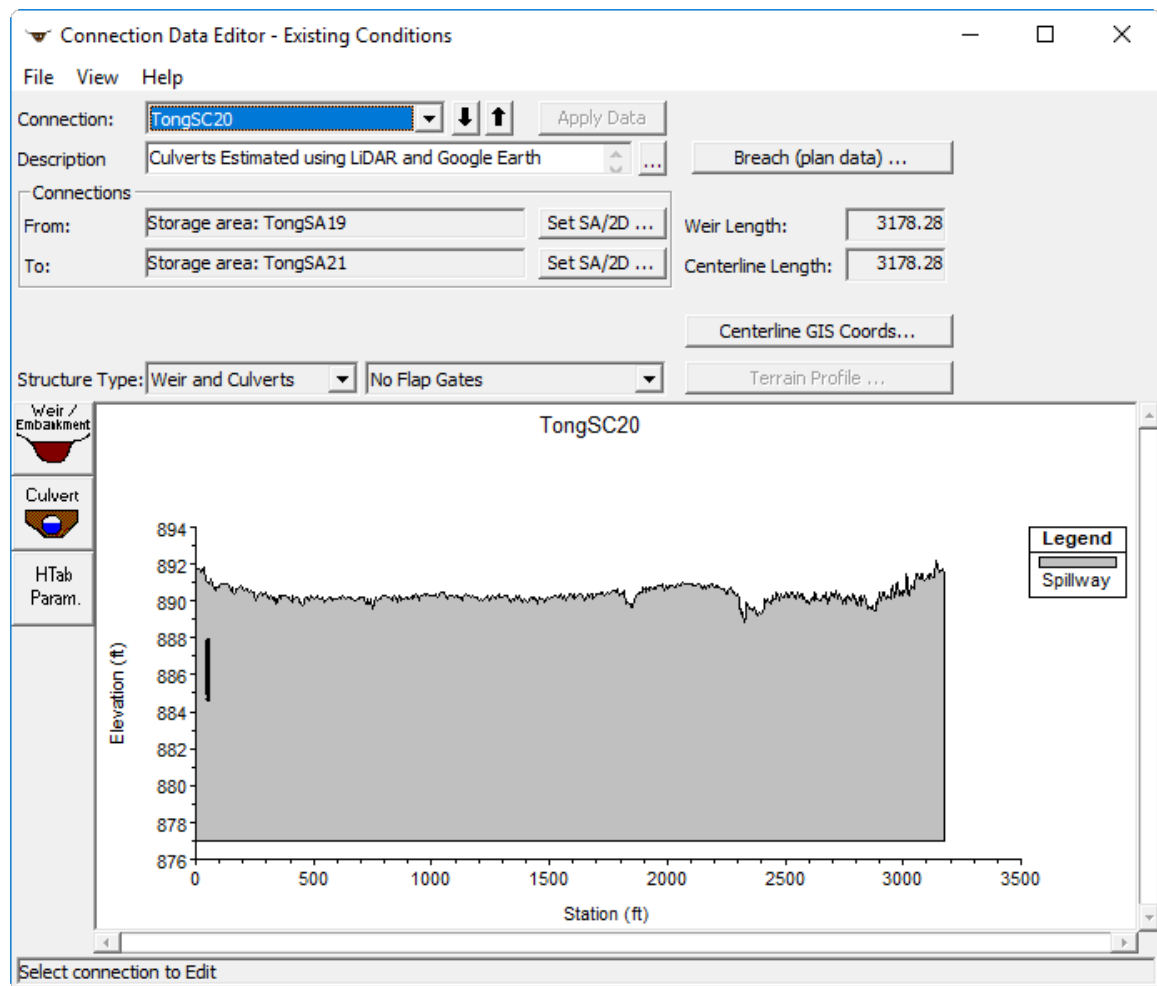 Connection Data Editor - Existing Conditions
File View Help
Connection: TongSC20 Apply Data
Description Culverts Estimated using LiDAR and Google Earth ... Breach (plan data) ...
Connections
From: Storage area: TongSA19 Set SA/2D ... Weir Length: 3178.28
To: Storage area: TongSA21 Set SA/2D ... Centerline Length: 3178.28
Centerline GIS Coords...
Structure Type: Weir and Culverts No Flap Gates Terrain Profile ...
Weir /
Embankment
Culvert
HTab
Param.
TongSC20
894
892
890
888
886
884
882
880
878
876
Elevation (ft)
0 500 1000 1500 2000 2500 3000 3500
Station (ft)
Legend
Spillway
Select connection to Edit